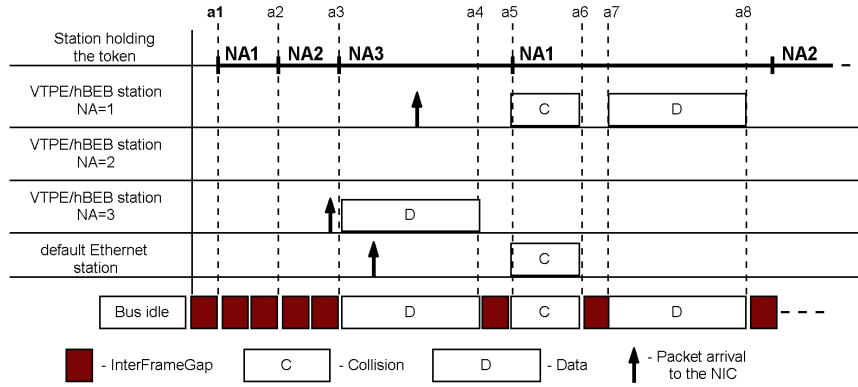 a1 a2 a3 a4 a5 a6 a7 a8
Station holding
the token
NA1 NA2 NA3 NA1 NA2
VTPE/hBEB station
NA=1
C D
VTPE/hBEB station
NA=2
VTPE/hBEB station
NA=3
D
default Ethernet
station
C
Bus idle D C D
- InterFrameGap C - Collision D - Data - Packet arrival
to the NIC